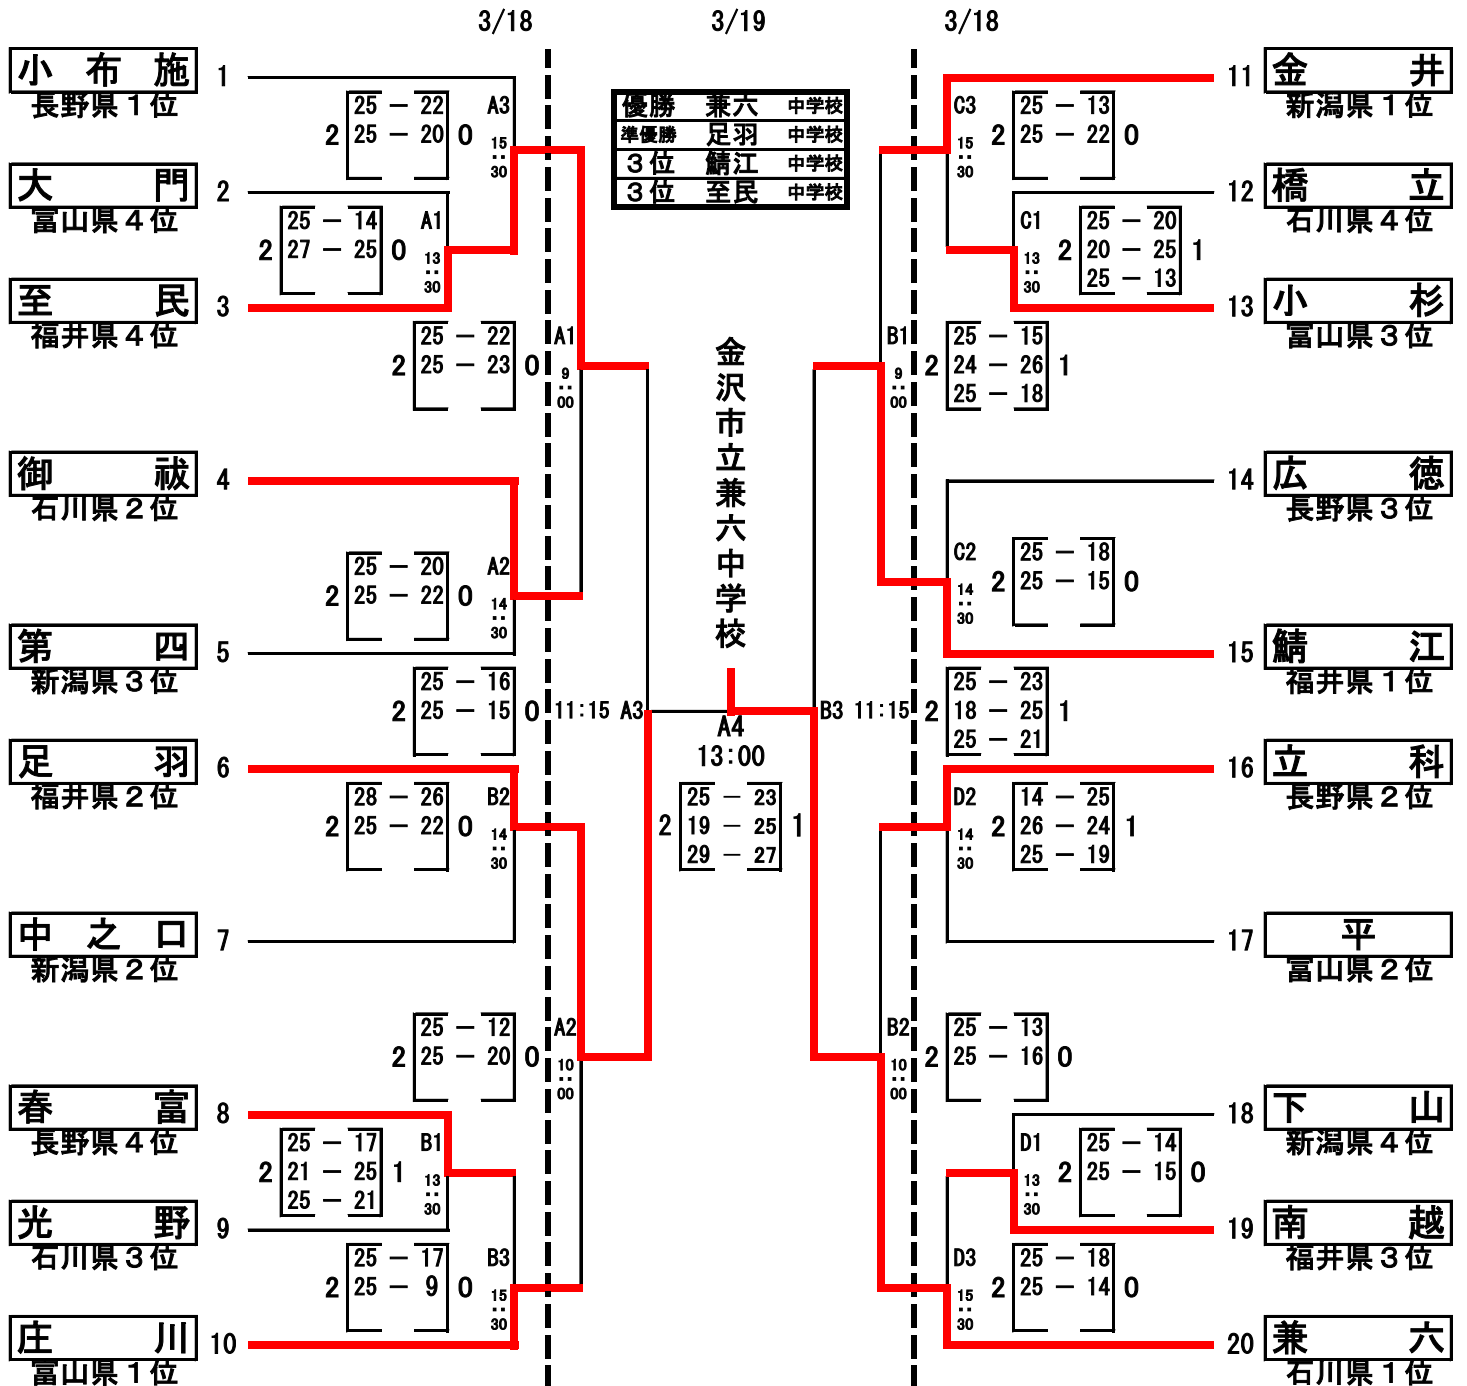 3/18
3/19
3/18
優勝 兼六 中学校
準優勝 足羽 中学校
3位 鯖江 中学校
3位 至民 中学校
金沢市立兼六中学校
小布施 1
長野県1位
25 － 22 A3
2 25 － 20 0 15:30
大門 2
富山県4位
25 － 14 A1
2 27 － 25 0 13:30
至民 3
福井県4位
25 － 22 A1
2 25 － 23 0 9:00
御祓 4
石川県2位
25 － 20 A2
2 25 － 22 0 14:30
第四 5
新潟県3位
25 － 16
2 25 － 15 0 11:15 A3
足羽 6
福井県2位
28 － 26 B2
2 25 － 22 0 14:30
中之口 7
新潟県2位
25 － 12 A2
2 25 － 20 0 10:00
春富 8
長野県4位
25 － 17 B1
2 21 － 25 1 13:30
25 － 21
光野 9
石川県3位
25 － 17 B3
2 25 － 9 0 15:30
庄川 10
富山県1位
A4
13:00
25 － 23
2 19 － 25 1
29 － 27
11 金井
新潟県1位
C3 25 － 13
15:30 2 25 － 22 0
12 橋立
石川県4位
C1 25 － 20
13:30 2 20 － 25 1
25 － 13
13 小杉
富山県3位
B1 25 － 15
9:00 2 24 － 26 1
25 － 18
14 広徳
長野県3位
C2 25 － 18
14:30 2 25 － 15 0
15 鯖江
福井県1位
25 － 23
B3 11:15 2 18 － 25 1
25 － 21
16 立科
長野県2位
D2 14 － 25
14:30 2 26 － 24 1
25 － 19
17 平
富山県2位
B2 25 － 13
10:00 2 25 － 16 0
18 下山
新潟県4位
D1 25 － 14
13:30 2 25 － 15 0
19 南越
福井県3位
D3 25 － 18
15:30 2 25 － 14 0
20 兼六
石川県1位